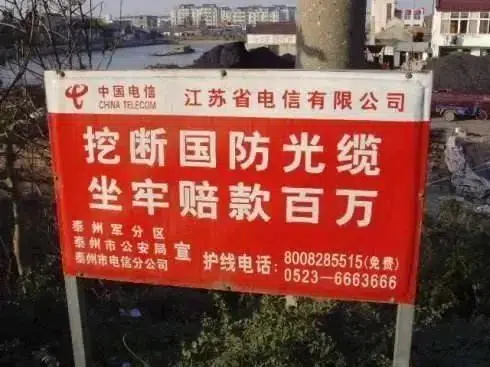 中国电信
CHINA TELECOM
江苏省电信有限公司
挖断国防光缆
坐牢赔款百万
泰州军分区
泰州市公安局
泰州市电信分公司
宣
护线电话：8008285515(免费)
0523-6663666